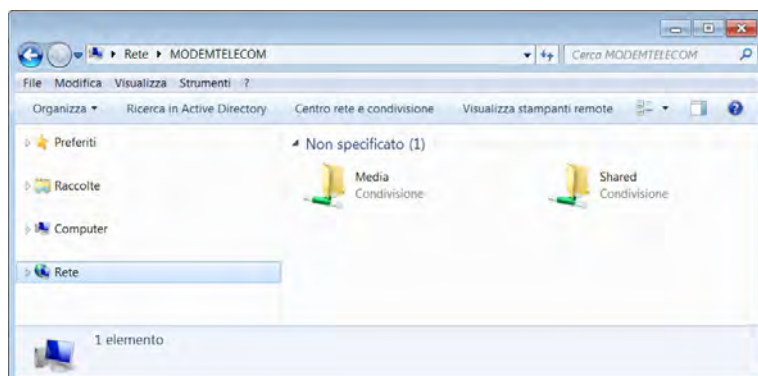 Rete ▸ MODEMTELECOM
Cerca MODEMTELECOM
File Modifica Visualizza Strumenti ?
Organizza Ricerca in Active Directory Centro rete e condivisione Visualizza stampanti remote
Preferiti
Raccolte
Computer
Rete
Non specificato (1)
Media
Condivisione
Shared
Condivisione
1 elemento